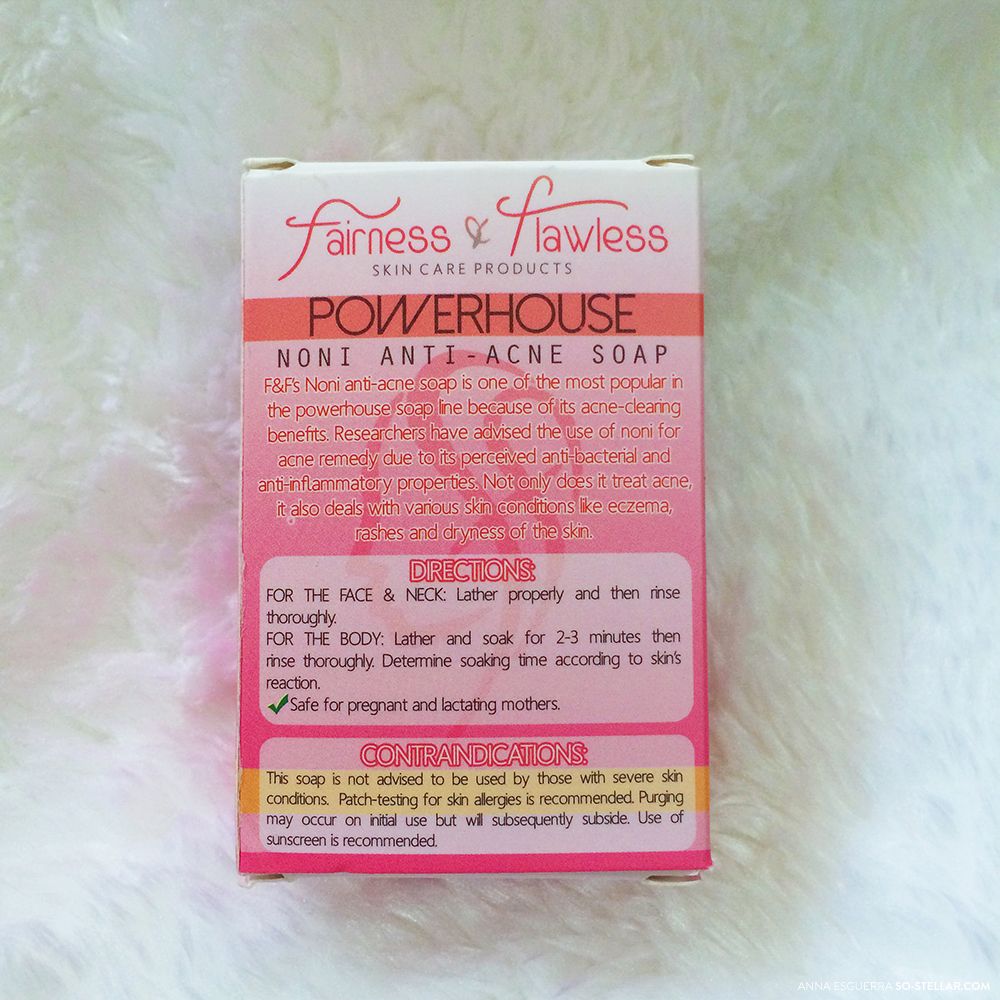 Fairness & Flawless
SKIN CARE PRODUCTS
POWERHOUSE
NONI ANTI-ACNE SOAP
F&F's Noni anti-acne soap is one of the most popular in
the powerhouse soap line because of its acne-clearing
benefits. Researchers have advised the use of noni for
acne remedy due to its perceived anti-bacterial and
anti-inflammatory properties. Not only does it treat acne,
it also deals with various skin conditions like eczema,
rashes and dryness of the skin.
DIRECTIONS:
FOR THE FACE & NECK: Lather properly and then rinse
thoroughly.
FOR THE BODY: Lather and soak for 2-3 minutes then
rinse thoroughly. Determine soaking time according to skin's
reaction.
Safe for pregnant and lactating mothers.
CONTRAINDICATIONS:
This soap is not advised to be used by those with severe skin
conditions. Patch-testing for skin allergies is recommended. Purging
may occur on initial use but will subsequently subside. Use of
sunscreen is recommended.
ANNA ESGUERRA SO-STELLAR.COM